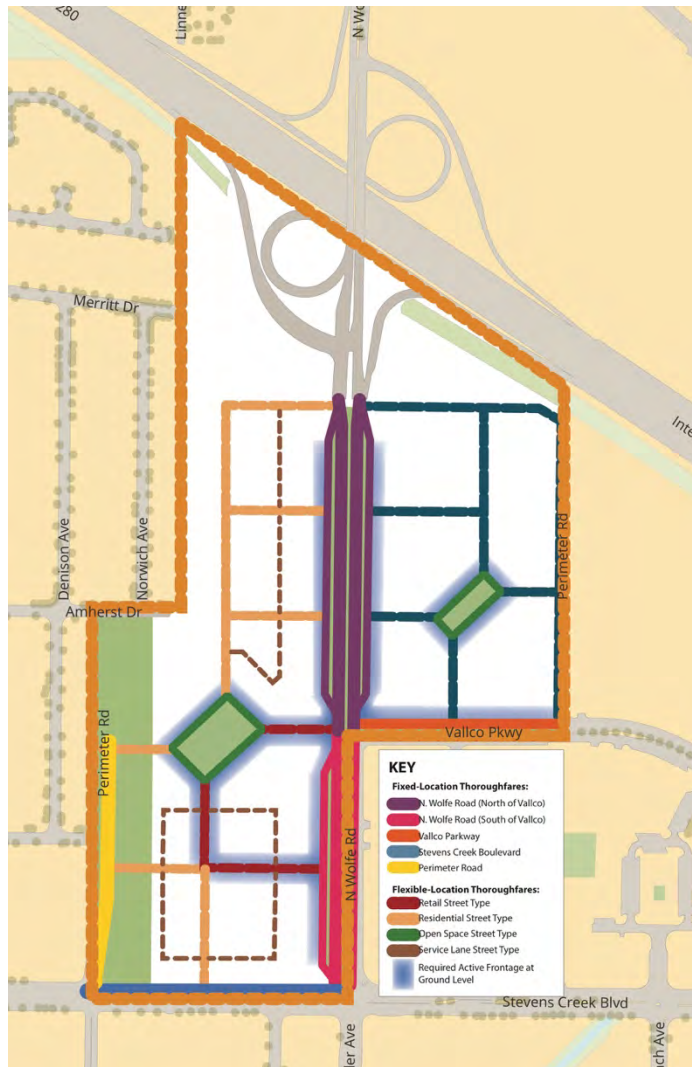 280
Linne
N Wo
Merritt Dr
Inte
Denison Ave
Norwich Ave
Perimeter Rd
Amherst Dr
Perimeter Rd
Vallco Pkwy
KEY
Fixed-Location Thoroughfares:
N. Wolfe Road (North of Vallco)
N. Wolfe Road (South of Vallco)
Vallco Parkway
Stevens Creek Boulevard
Perimeter Road
Flexible-Location Thoroughfares:
Retail Street Type
Residential Street Type
Open Space Street Type
Service Lane Street Type
Required Active Frontage at
Ground Level
N Wolfe Rd
Stevens Creek Blvd
ler Ave
ch Ave